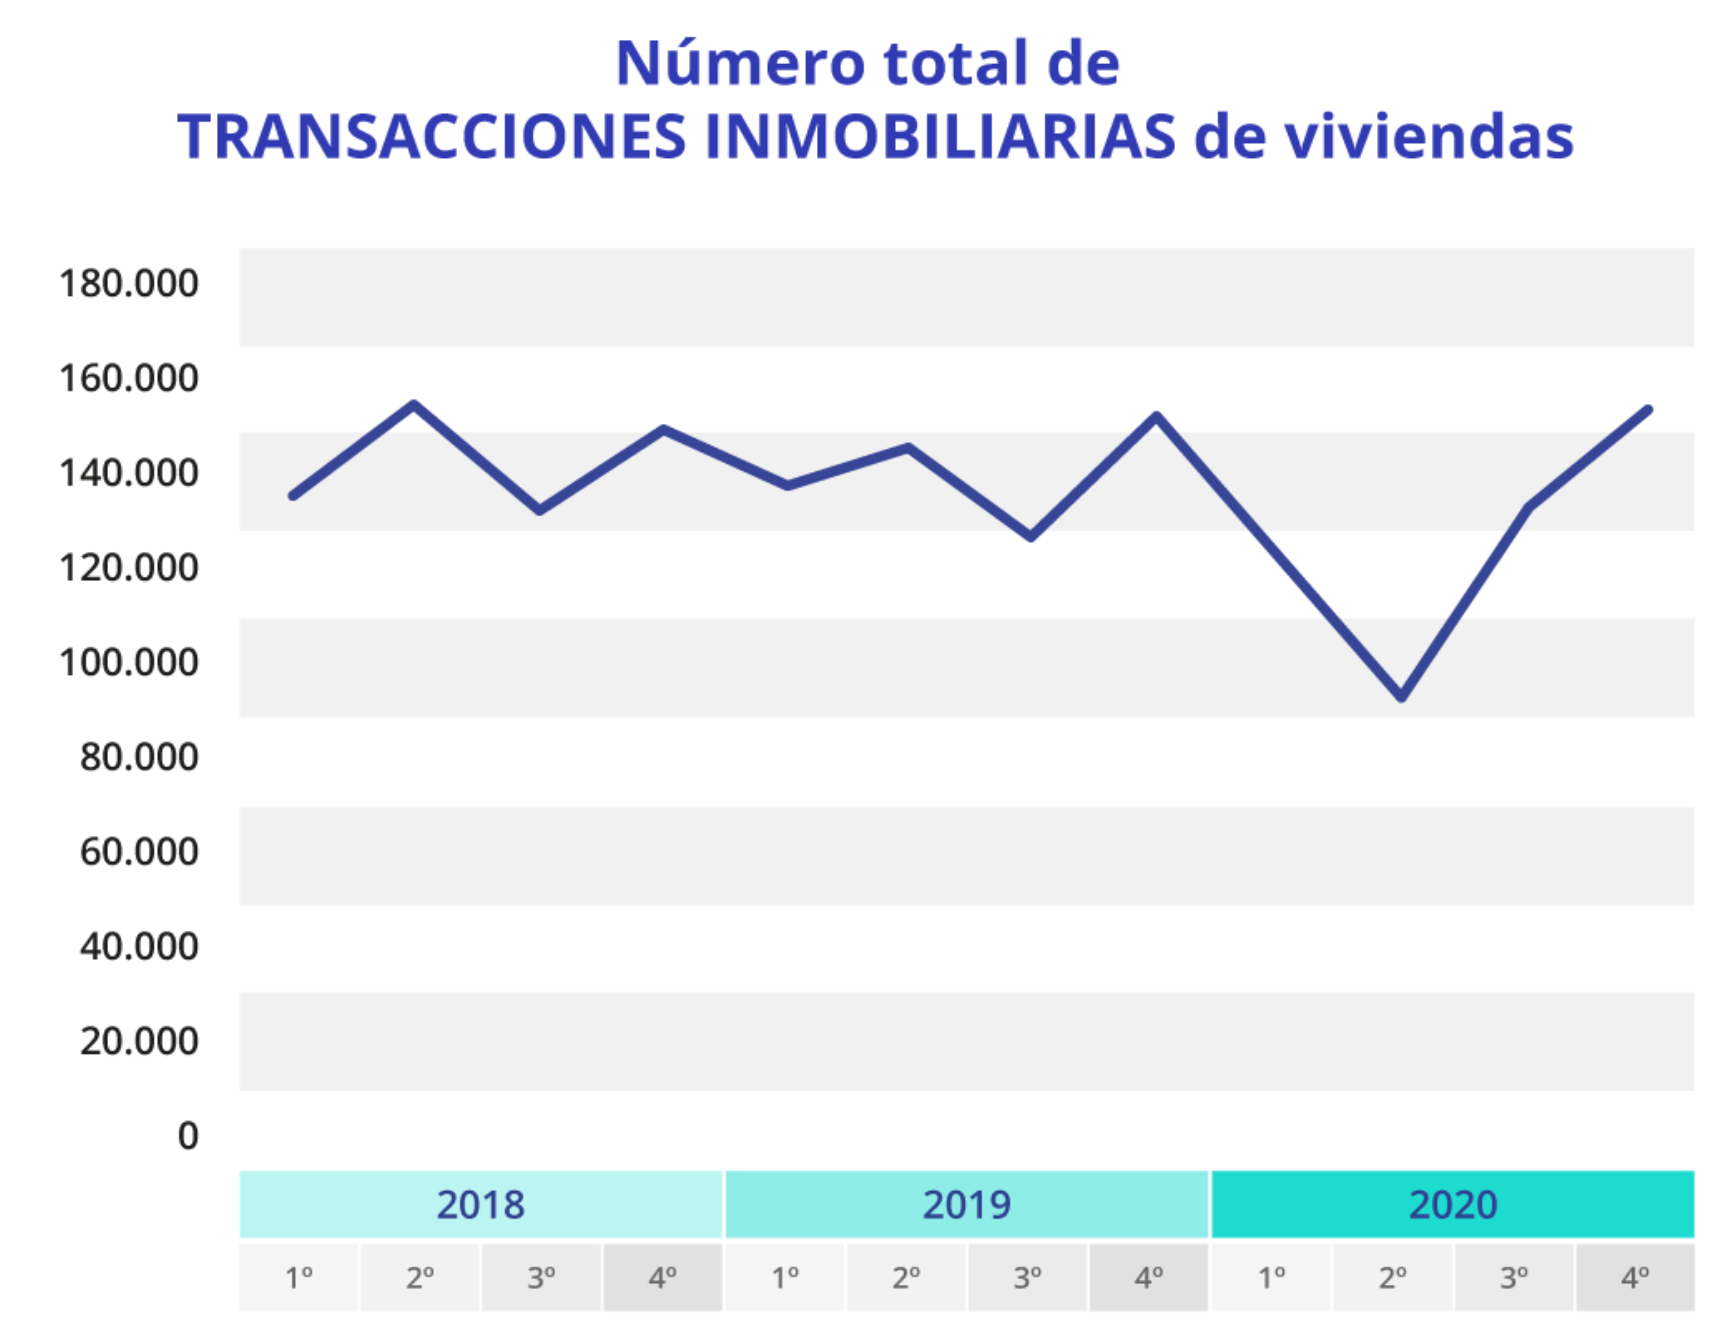 Número total de
TRANSACCIONES INMOBILIARIAS de viviendas
180.000
160.000
140.000
120.000
100.000
80.000
60.000
40.000
20.000
0
2018 2019 2020
1º 2º 3º 4º 1º 2º 3º 4º 1º 2º 3º 4º